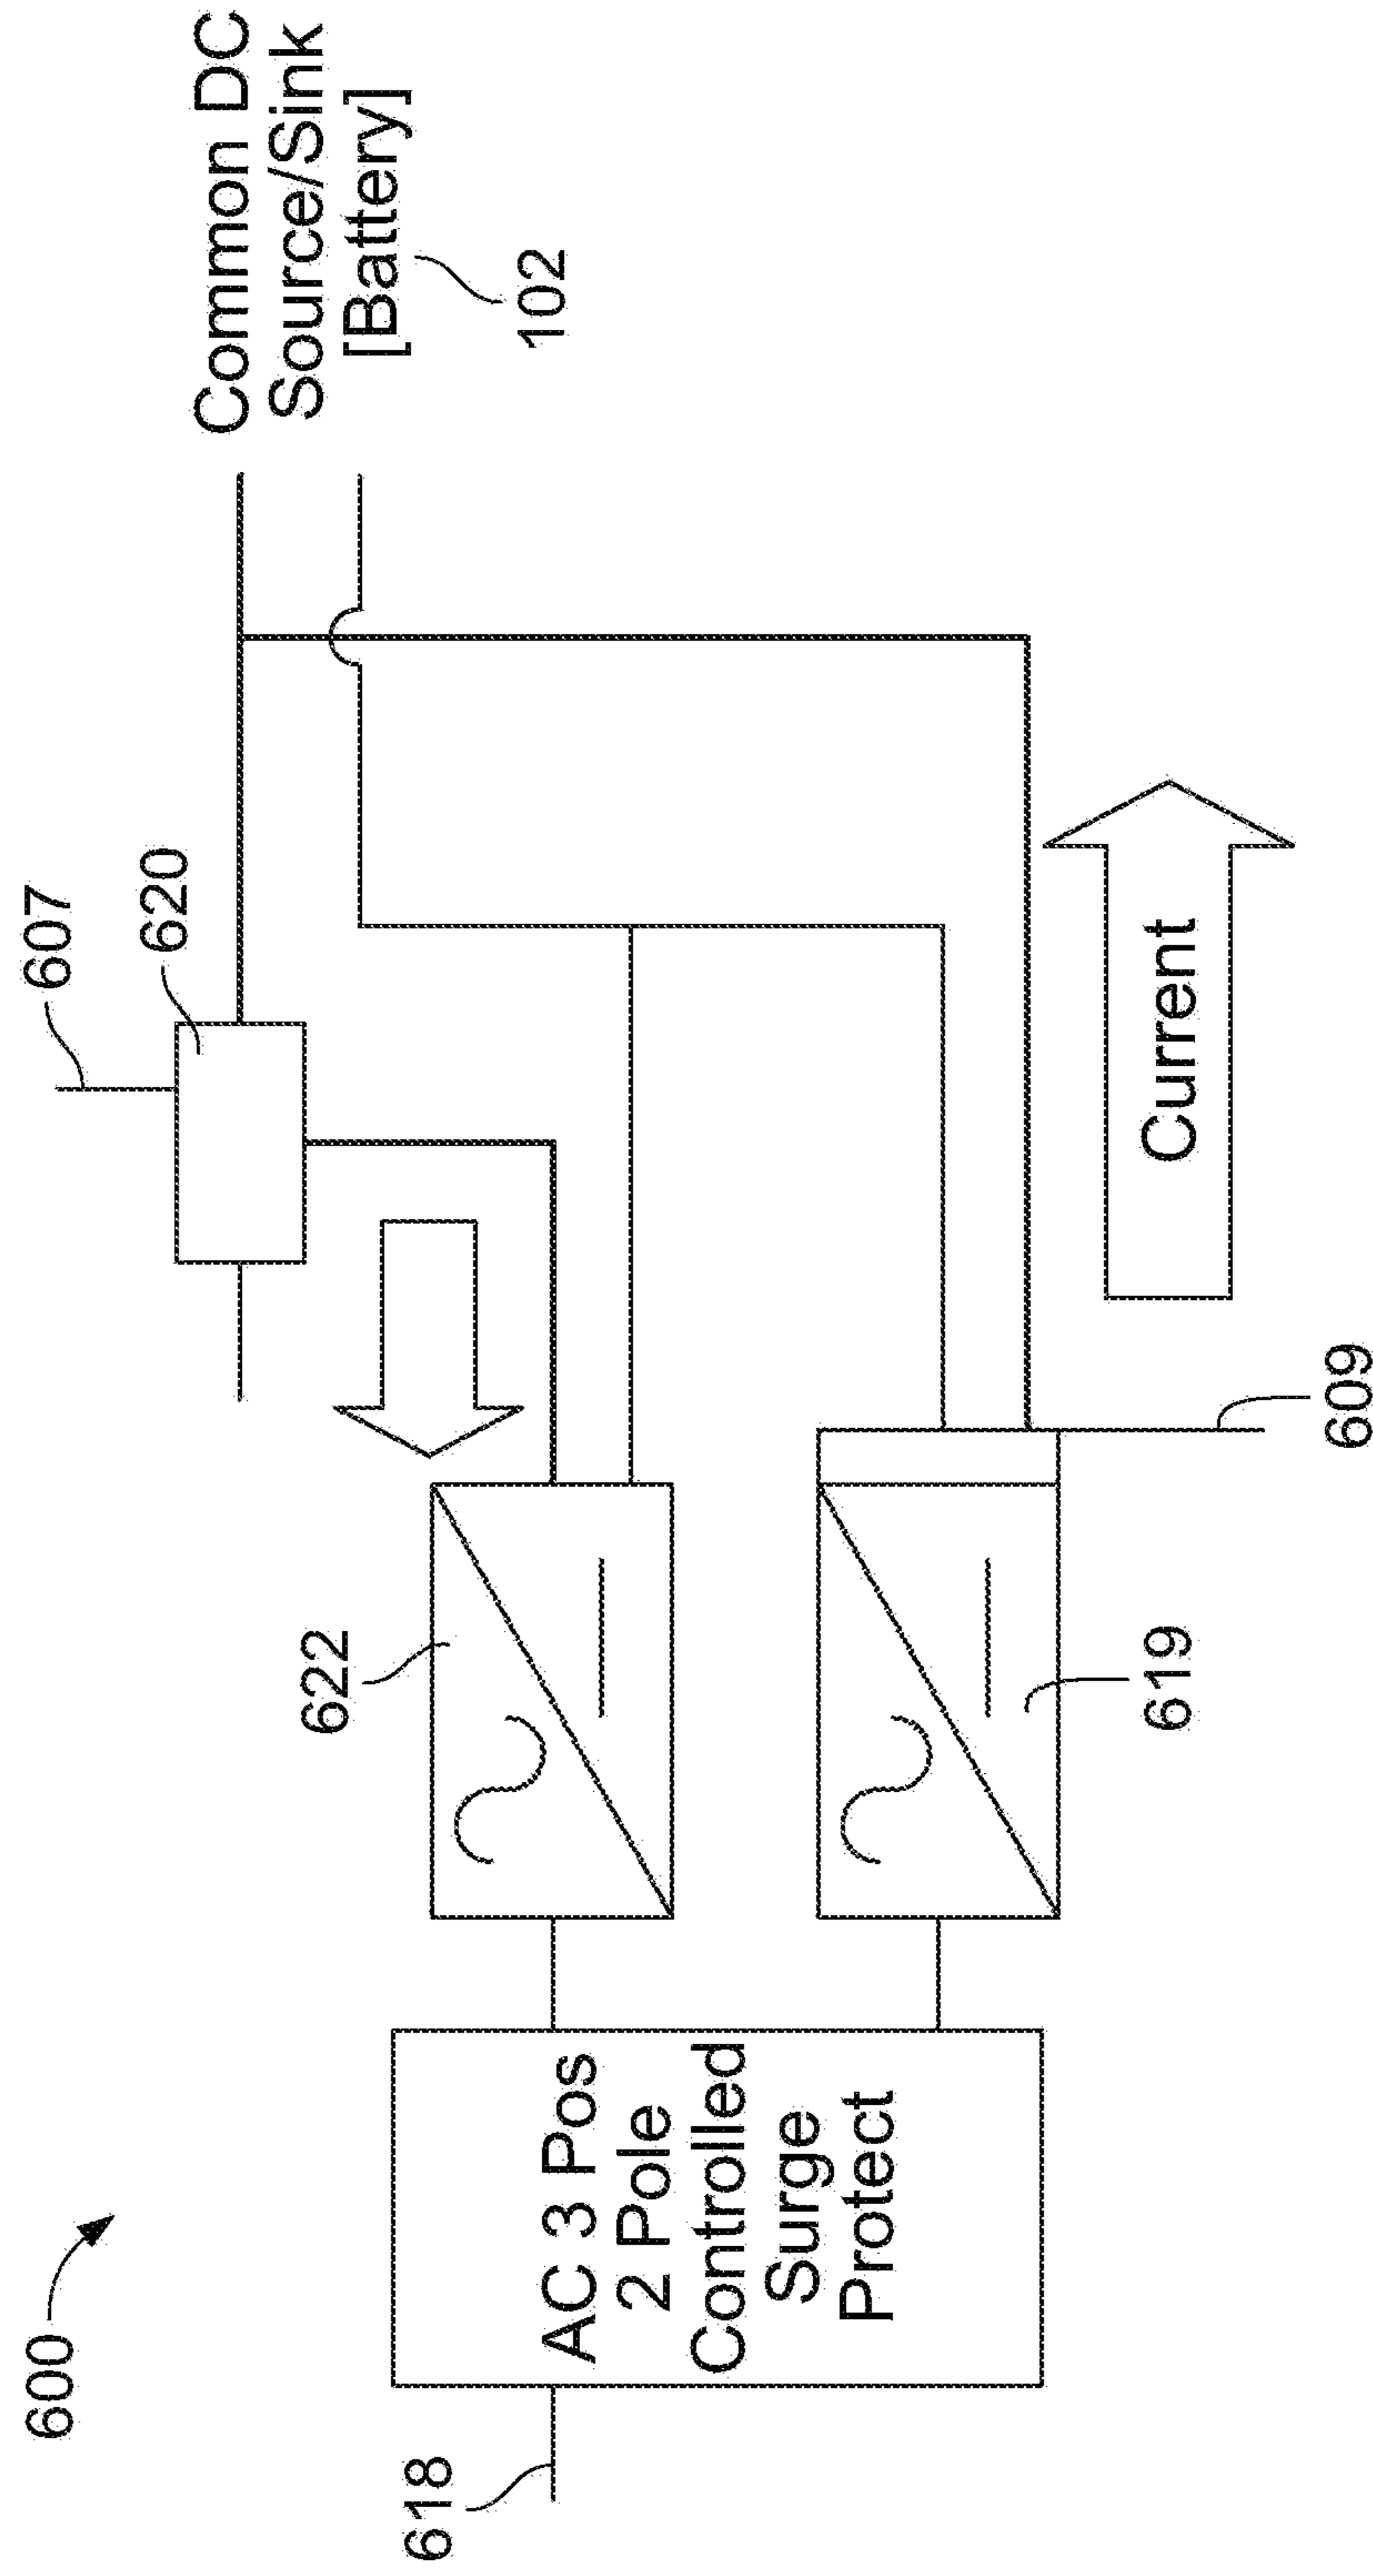 600
607
620
Common DC
Source/Sink
[Battery]
102
622
618
AC 3 Pos
2 Pole
Controlled
Surge
Protect
619
Current
609